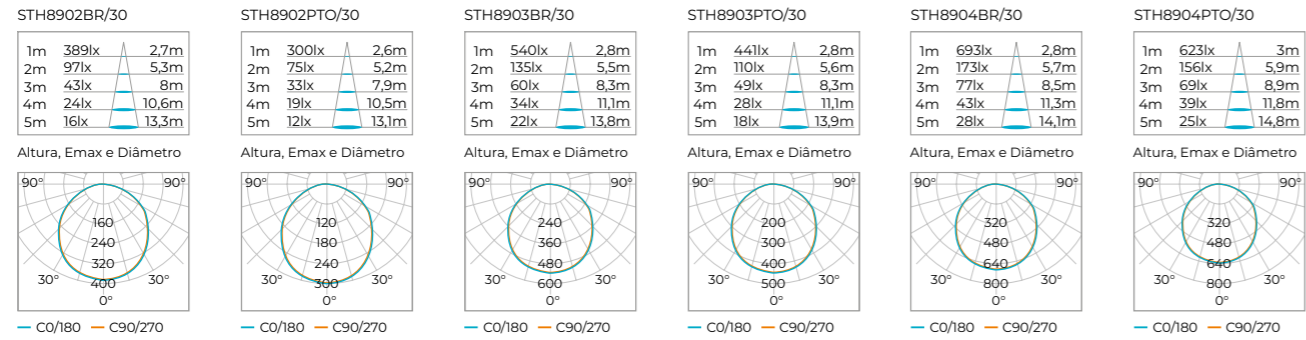 STH8902BR/30
1m 389lx 2,7m
2m 97lx 5,3m
3m 43lx 8m
4m 24lx 10,6m
5m 16lx 13,3m
Altura, Emax e Diâmetro
90° 90°
160
240
320
30° 400 30°
0°
C0/180 C90/270
STH8902PTO/30
1m 300lx 2,6m
2m 75lx 5,2m
3m 33lx 7,9m
4m 19lx 10,5m
5m 12lx 13,1m
Altura, Emax e Diâmetro
90° 90°
120
180
240
30° 300 30°
0°
C0/180 C90/270
STH8903BR/30
1m 540lx 2,8m
2m 135lx 5,5m
3m 60lx 8,3m
4m 34lx 11,1m
5m 22lx 13,8m
Altura, Emax e Diâmetro
90° 90°
240
360
480
30° 600 30°
0°
C0/180 C90/270
STH8903PTO/30
1m 441lx 2,8m
2m 110lx 5,6m
3m 49lx 8,3m
4m 28lx 11,1m
5m 18lx 13,9m
Altura, Emax e Diâmetro
90° 90°
200
300
400
30° 500 30°
0°
C0/180 C90/270
STH8904BR/30
1m 693lx 2,8m
2m 173lx 5,7m
3m 77lx 8,5m
4m 43lx 11,3m
5m 28lx 14,1m
Altura, Emax e Diâmetro
90° 90°
320
480
640
30° 800 30°
0°
C0/180 C90/270
STH8904PTO/30
1m 623lx 3m
2m 156lx 5,9m
3m 69lx 8,9m
4m 39lx 11,8m
5m 25lx 14,8m
Altura, Emax e Diâmetro
90° 90°
320
480
640
30° 800 30°
0°
C0/180 C90/270